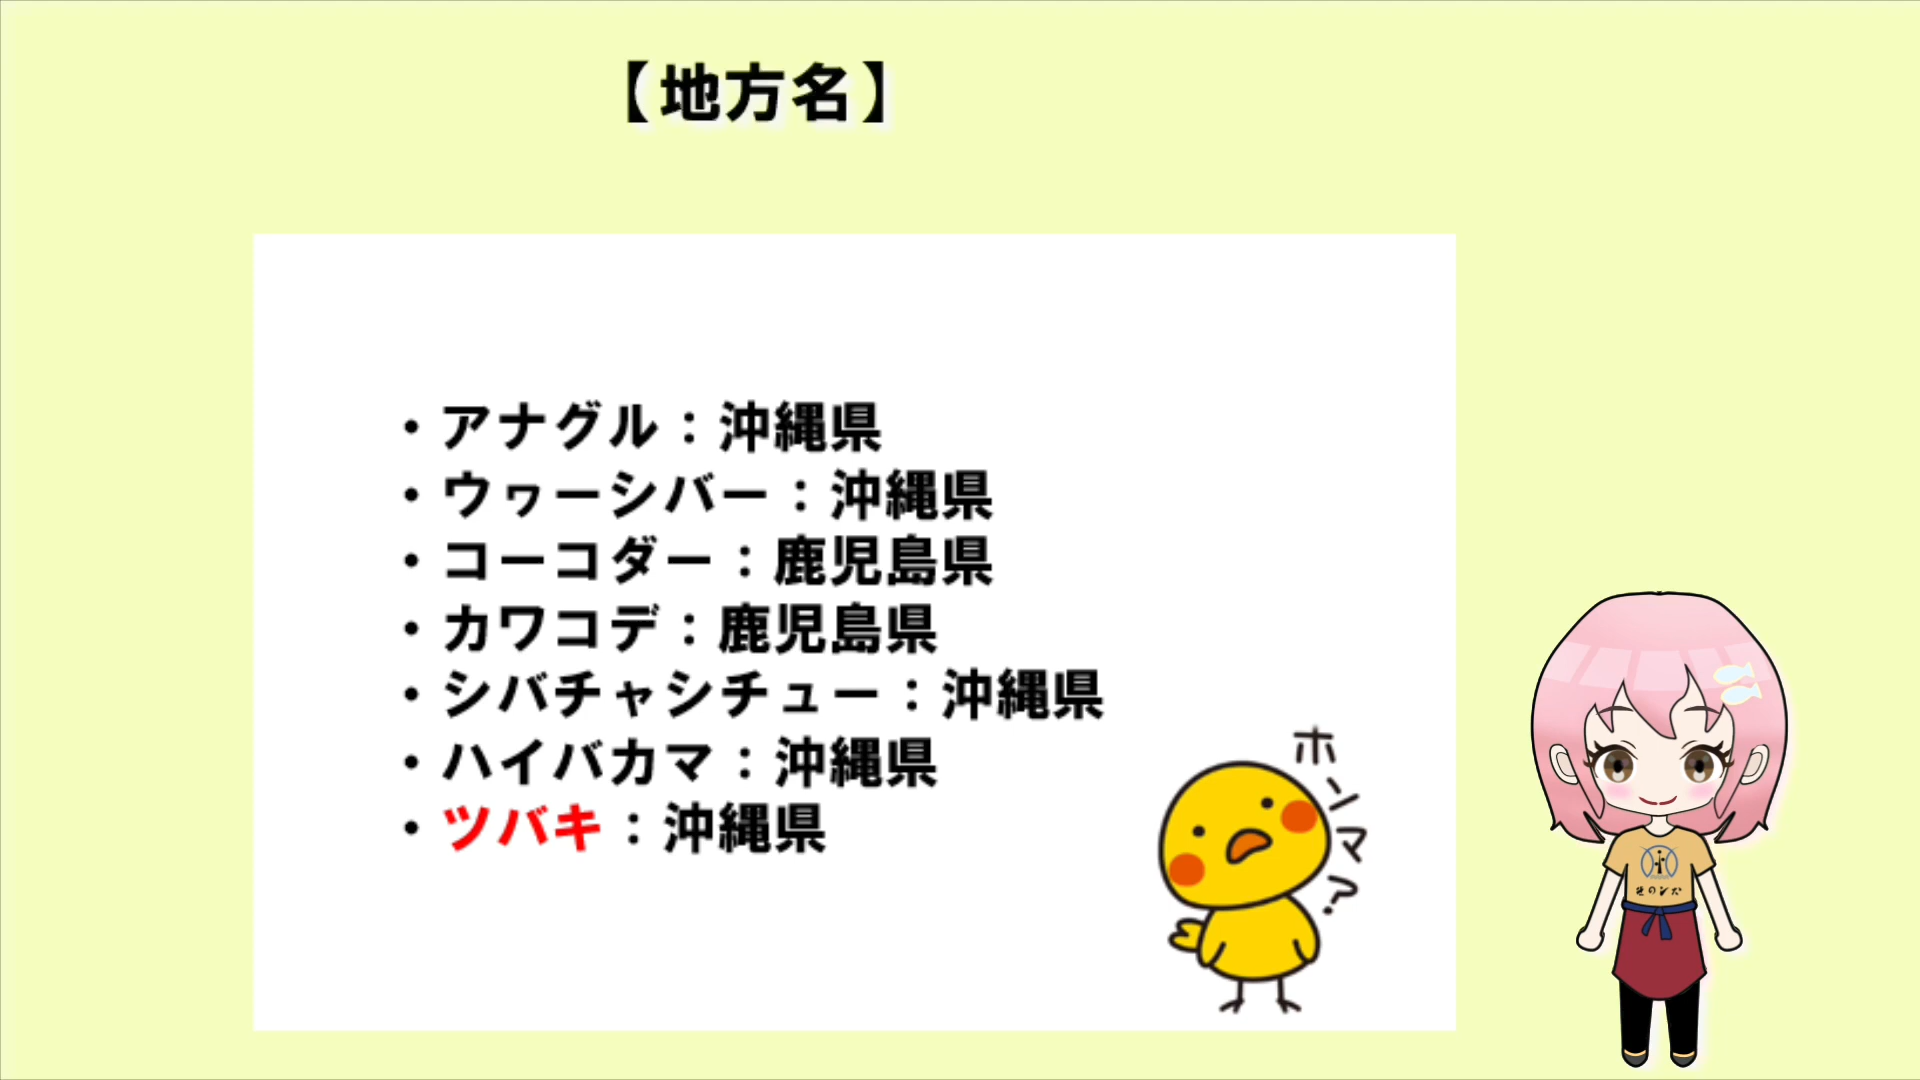 【地方名】
・アナグル：沖縄県
・ウヮーシバー：沖縄県
・コーコダー：鹿児島県
・カワコデ：鹿児島県
・シバチャシチュー：沖縄県
・ハイバカマ：沖縄県
・ツバキ：沖縄県
ホンマ？